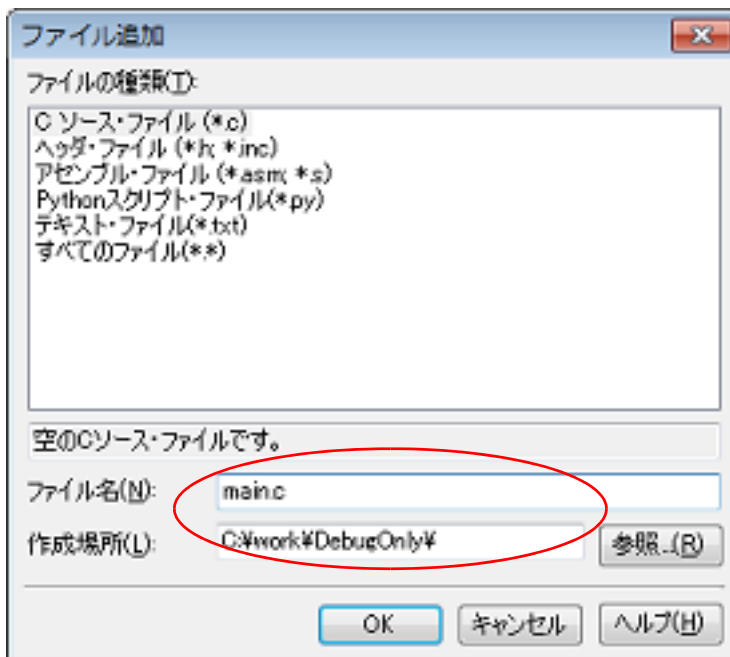 ファイル追加
ファイルの種類(T):
C ソース・ファイル (*.c)
ヘッダ・ファイル (*.h; *.inc)
アセンブル・ファイル (*.asm; *.s)
Pythonスクリプト・ファイル(*.py)
テキスト・ファイル(*.txt)
すべてのファイル(*.*)
空のCソース・ファイルです。
ファイル名(N): main.c
作成場所(L): C:¥work¥DebugOnly¥ 参照...(R)
OK キャンセル ヘルプ(H)